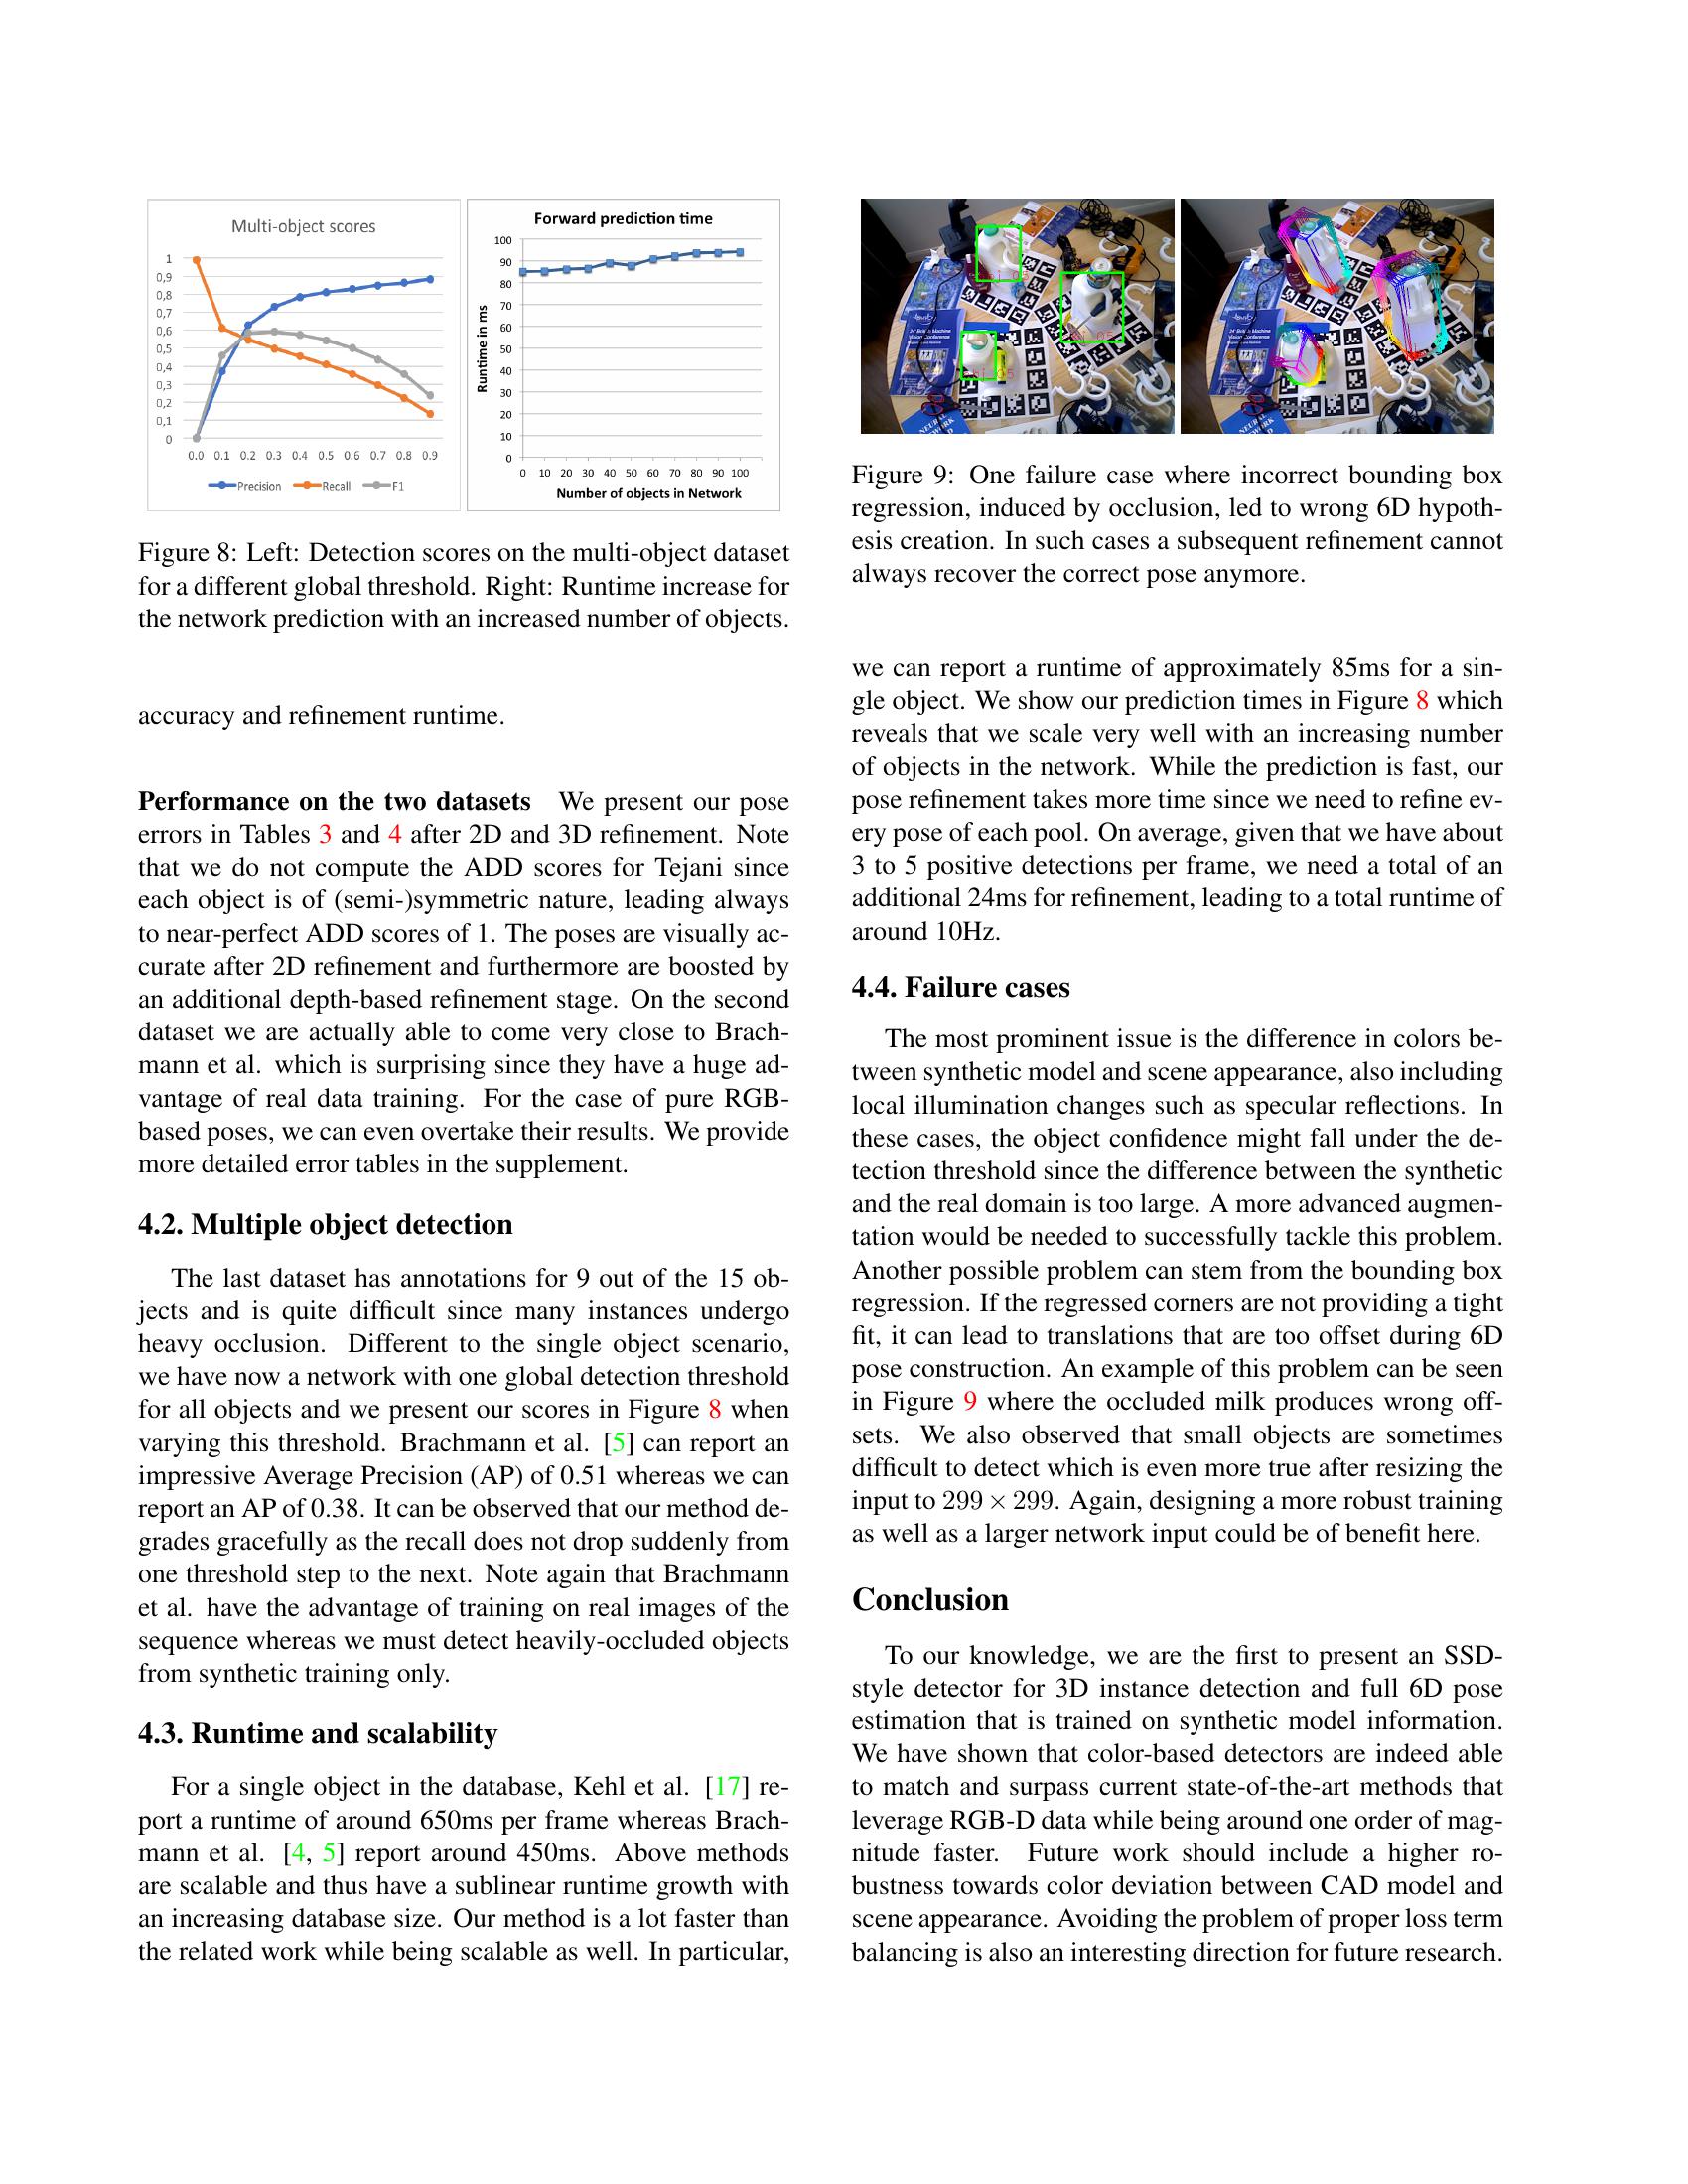 Multi-object scores
1
0,9
0,8
0,7
0,6
0,5
0,4
0,3
0,2
0,1
0
0.0 0.1 0.2 0.3 0.4 0.5 0.6 0.7 0.8 0.9
Precision Recall F1
Forward prediction time
Runtime in ms
100
90
80
70
60
50
40
30
20
10
0
0 10 20 30 40 50 60 70 80 90 100
Number of objects in Network
Figure 8: Left: Detection scores on the multi-object dataset
for a different global threshold. Right: Runtime increase for
the network prediction with an increased number of objects.
accuracy and refinement runtime.
Performance on the two datasets We present our pose
errors in Tables 3 and 4 after 2D and 3D refinement. Note
that we do not compute the ADD scores for Tejani since
each object is of (semi-)symmetric nature, leading always
to near-perfect ADD scores of 1. The poses are visually ac-
curate after 2D refinement and furthermore are boosted by
an additional depth-based refinement stage. On the second
dataset we are actually able to come very close to Brach-
mann et al. which is surprising since they have a huge ad-
vantage of real data training. For the case of pure RGB-
based poses, we can even overtake their results. We provide
more detailed error tables in the supplement.
4.2. Multiple object detection
The last dataset has annotations for 9 out of the 15 ob-
jects and is quite difficult since many instances undergo
heavy occlusion. Different to the single object scenario,
we have now a network with one global detection threshold
for all objects and we present our scores in Figure 8 when
varying this threshold. Brachmann et al. [5] can report an
impressive Average Precision (AP) of 0.51 whereas we can
report an AP of 0.38. It can be observed that our method de-
grades gracefully as the recall does not drop suddenly from
one threshold step to the next. Note again that Brachmann
et al. have the advantage of training on real images of the
sequence whereas we must detect heavily-occluded objects
from synthetic training only.
4.3. Runtime and scalability
For a single object in the database, Kehl et al. [17] re-
port a runtime of around 650ms per frame whereas Brach-
mann et al. [4, 5] report around 450ms. Above methods
are scalable and thus have a sublinear runtime growth with
an increasing database size. Our method is a lot faster than
the related work while being scalable as well. In particular,
Figure 9: One failure case where incorrect bounding box
regression, induced by occlusion, led to wrong 6D hypoth-
esis creation. In such cases a subsequent refinement cannot
always recover the correct pose anymore.
we can report a runtime of approximately 85ms for a sin-
gle object. We show our prediction times in Figure 8 which
reveals that we scale very well with an increasing number
of objects in the network. While the prediction is fast, our
pose refinement takes more time since we need to refine ev-
ery pose of each pool. On average, given that we have about
3 to 5 positive detections per frame, we need a total of an
additional 24ms for refinement, leading to a total runtime of
around 10Hz.
4.4. Failure cases
The most prominent issue is the difference in colors be-
tween synthetic model and scene appearance, also including
local illumination changes such as specular reflections. In
these cases, the object confidence might fall under the de-
tection threshold since the difference between the synthetic
and the real domain is too large. A more advanced augmen-
tation would be needed to successfully tackle this problem.
Another possible problem can stem from the bounding box
regression. If the regressed corners are not providing a tight
fit, it can lead to translations that are too offset during 6D
pose construction. An example of this problem can be seen
in Figure 9 where the occluded milk produces wrong off-
sets. We also observed that small objects are sometimes
difficult to detect which is even more true after resizing the
input to 299 × 299. Again, designing a more robust training
as well as a larger network input could be of benefit here.
Conclusion
To our knowledge, we are the first to present an SSD-
style detector for 3D instance detection and full 6D pose
estimation that is trained on synthetic model information.
We have shown that color-based detectors are indeed able
to match and surpass current state-of-the-art methods that
leverage RGB-D data while being around one order of mag-
nitude faster. Future work should include a higher ro-
bustness towards color deviation between CAD model and
scene appearance. Avoiding the problem of proper loss term
balancing is also an interesting direction for future research.